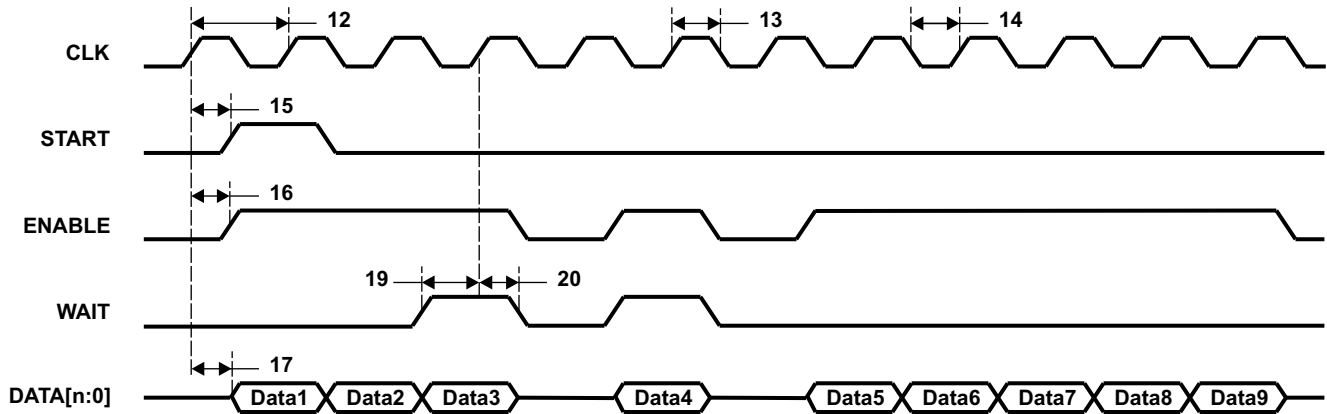 12 13 14
CLK
15
START
16
ENABLE
19 20
WAIT
17
DATA[n:0] Data1 Data2 Data3 Data4 Data5 Data6 Data7 Data8 Data9